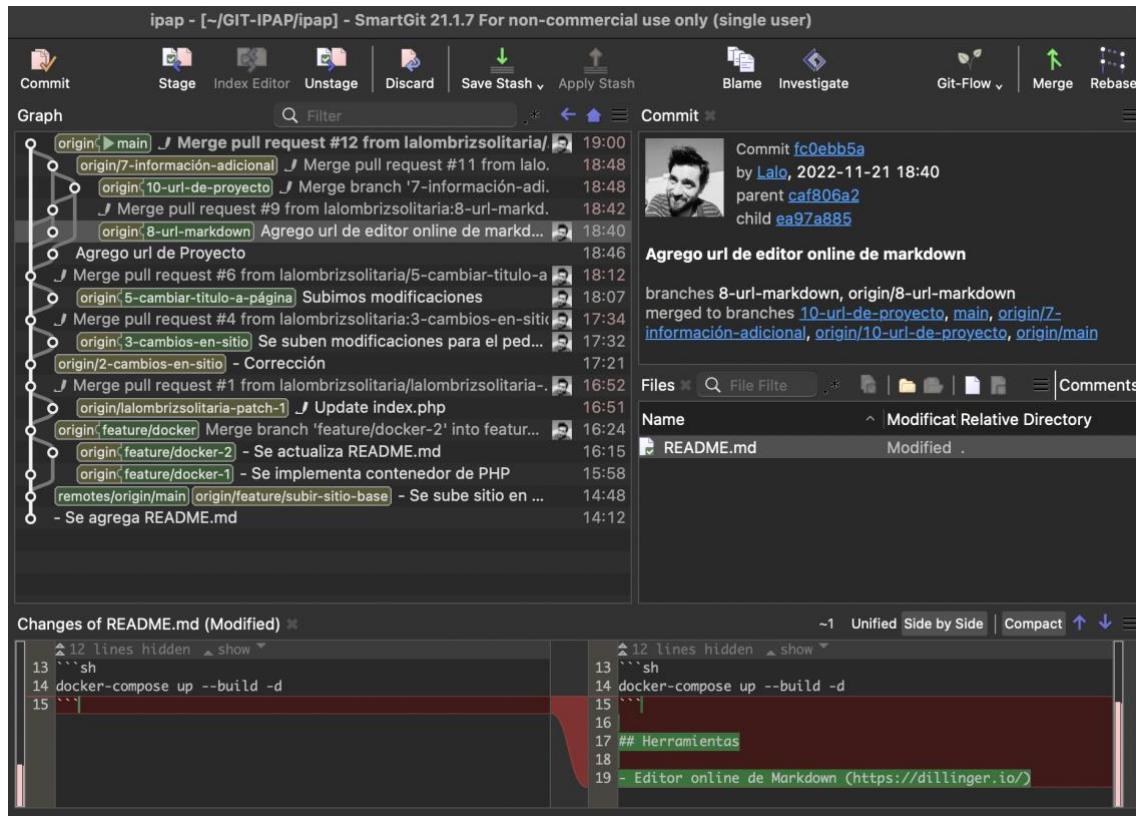 ipap - [~/GIT-IPAP/ipap] - SmartGit 21.1.7 For non-commercial use only (single user)
Commit Stage Index Editor Unstage Discard Save Stash Apply Stash Blame Investigate Git-Flow Merge Rebase
Graph Filter
origin main Merge pull request #12 from lalombrizsolitaria/. 19:00
origin/7-información-adicional Merge pull request #11 from lalo. 18:48
origin 10-url-de-proyecto Merge branch '7-información-adi. 18:48
Merge pull request #9 from lalombrizsolitaria:8-url-markd. 18:42
origin 8-url-markdown Agrego url de editor online de markd... 18:40
Agrego url de Proyecto 18:46
Merge pull request #6 from lalombrizsolitaria/5-cambiar-titulo-a 18:12
origin 5-cambiar-titulo-a-página Subimos modificaciones 18:07
Merge pull request #4 from lalombrizsolitaria:3-cambios-en-sitio 17:34
origin 3-cambios-en-sitio Se suben modificaciones para el ped... 17:32
origin/2-cambios-en-sitio - Corrección 17:21
Merge pull request #1 from lalombrizsolitaria/lalombrizsolitaria-. 16:52
origin/lalombrizsolitaria-patch-1 Update index.php 16:51
origin feature/docker Merge branch 'feature/docker-2' into featur... 16:24
origin feature/docker-2 - Se actualiza README.md 16:15
origin feature/docker-1 - Se implementa contenedor de PHP 15:58
remotes/origin/main origin/feature/subir-sitio-base - Se sube sitio en ... 14:48
- Se agrega README.md 14:12
Commit
Commit fc0ebb5a
by Lalo, 2022-11-21 18:40
parent caf806a2
child ea97a885
Agrego url de editor online de markdown
branches 8-url-markdown, origin/8-url-markdown
merged to branches 10-url-de-proyecto, main, origin/7-
información-adicional, origin/10-url-de-proyecto, origin/main
Files File Filte Comments
Name Modificat Relative Directory
README.md Modified .
Changes of README.md (Modified) ~1 Unified Side by Side Compact
12 lines hidden show
13 ```sh
14 docker-compose up --build -d
15 ```
12 lines hidden show
13 ```sh
14 docker-compose up --build -d
15 ```
16
17 ## Herramientas
18
19 - Editor online de Markdown (https://dillinger.io/)